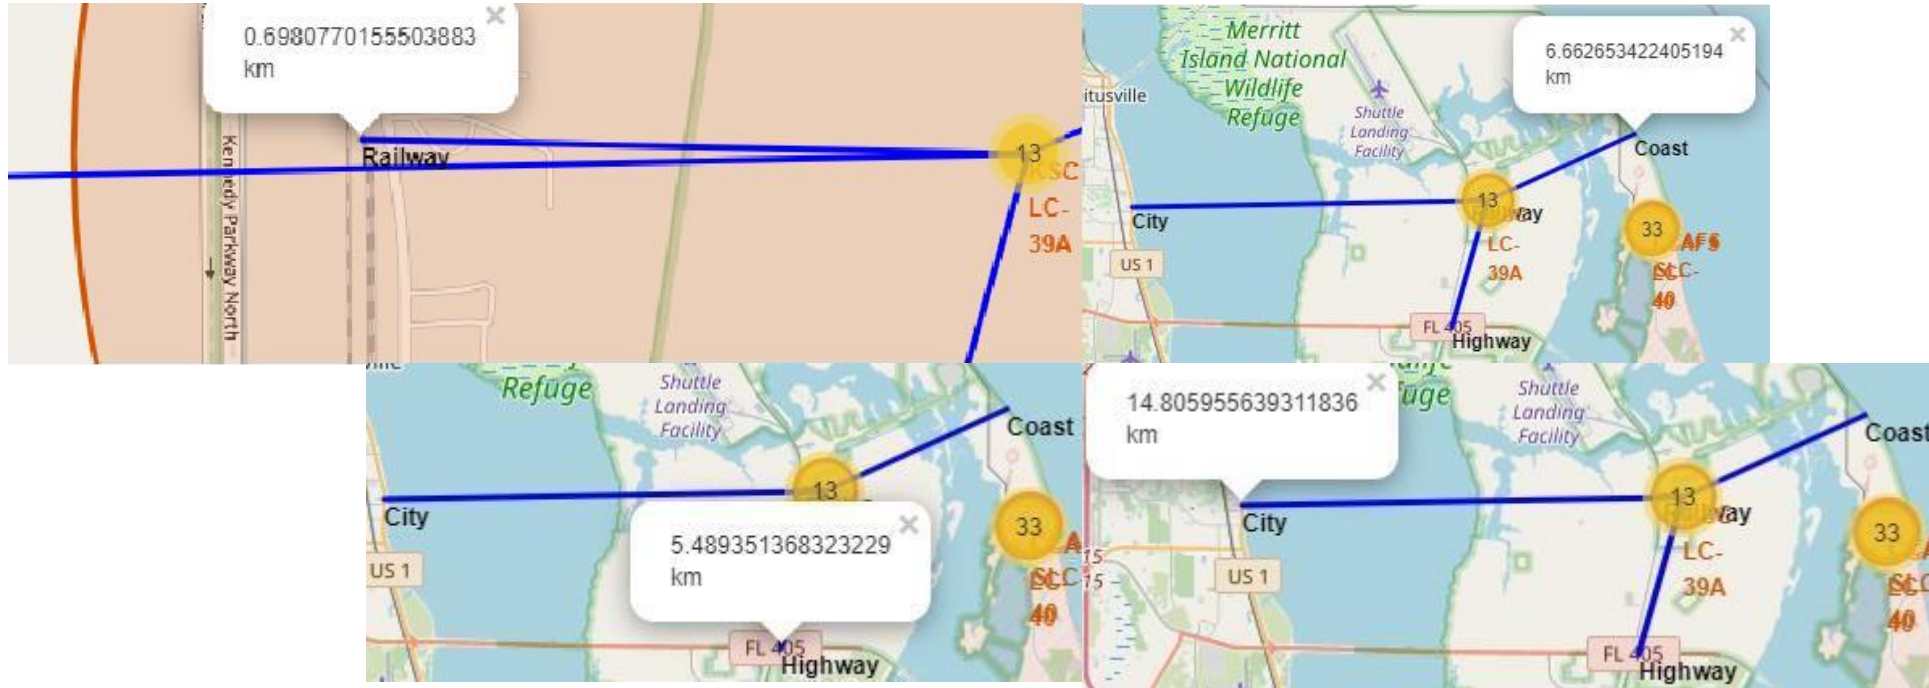 0.6980770155503883
km
Railway
Kennedy Parkway North
13
KSC
LC-
39A
Merritt
Island National
Wildlife
Refuge
itusville
Shuttle
Landing
Facility
6.662653422405194
km
Coast
13
City
LC-
39A
33
SLC-
40
US 1
FL 405
Highway
Refuge
Shuttle
Landing
Facility
Coast
13
City
5.489351368323229
km
33
40
US 1
FL 405
Highway
14.805955639311836
km
uge
Shuttle
Landing
Facility
Coast
13
City
LC-
39A
33
40
15
15
US 1
FL 405
Highway